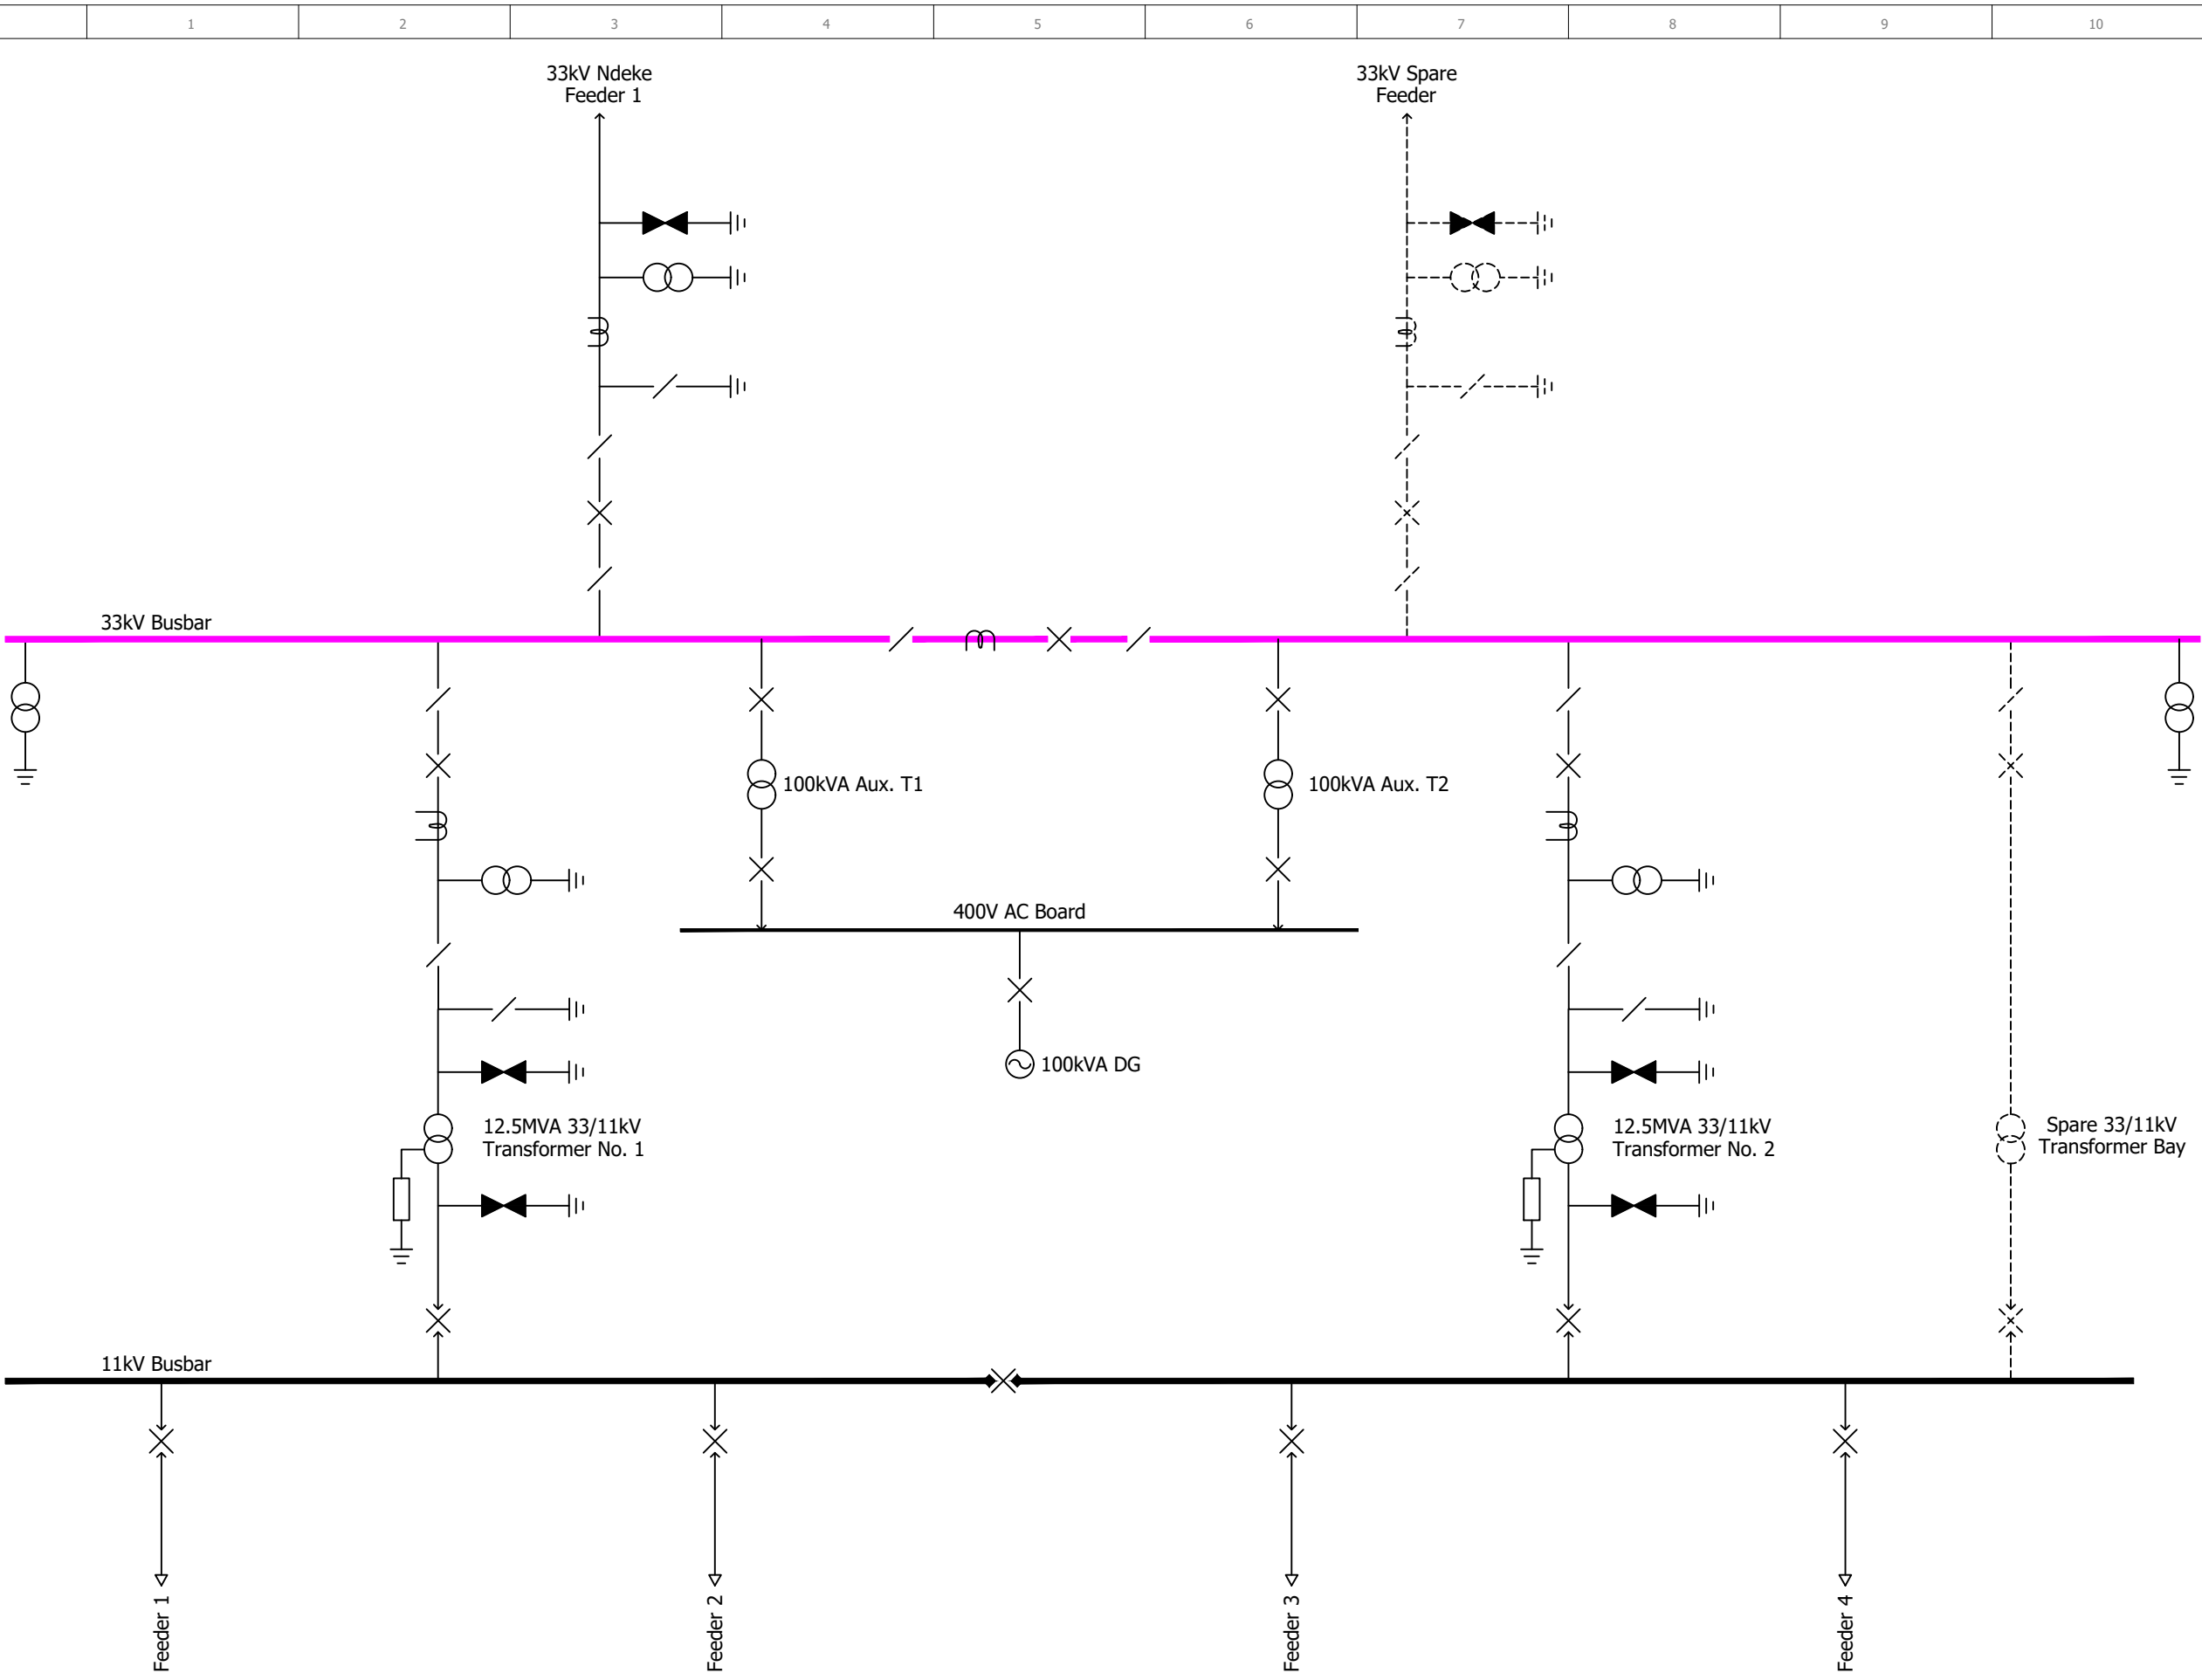 1
2
3
4
5
6
7
8
9
10
33kV Ndeke
Feeder 1
33kV Spare
Feeder
33kV Busbar
100kVA Aux. T1
100kVA Aux. T2
400V AC Board
100kVA DG
12.5MVA 33/11kV
Transformer No. 1
12.5MVA 33/11kV
Transformer No. 2
Spare 33/11kV
Transformer Bay
11kV Busbar
Feeder 1
Feeder 2
Feeder 3
Feeder 4